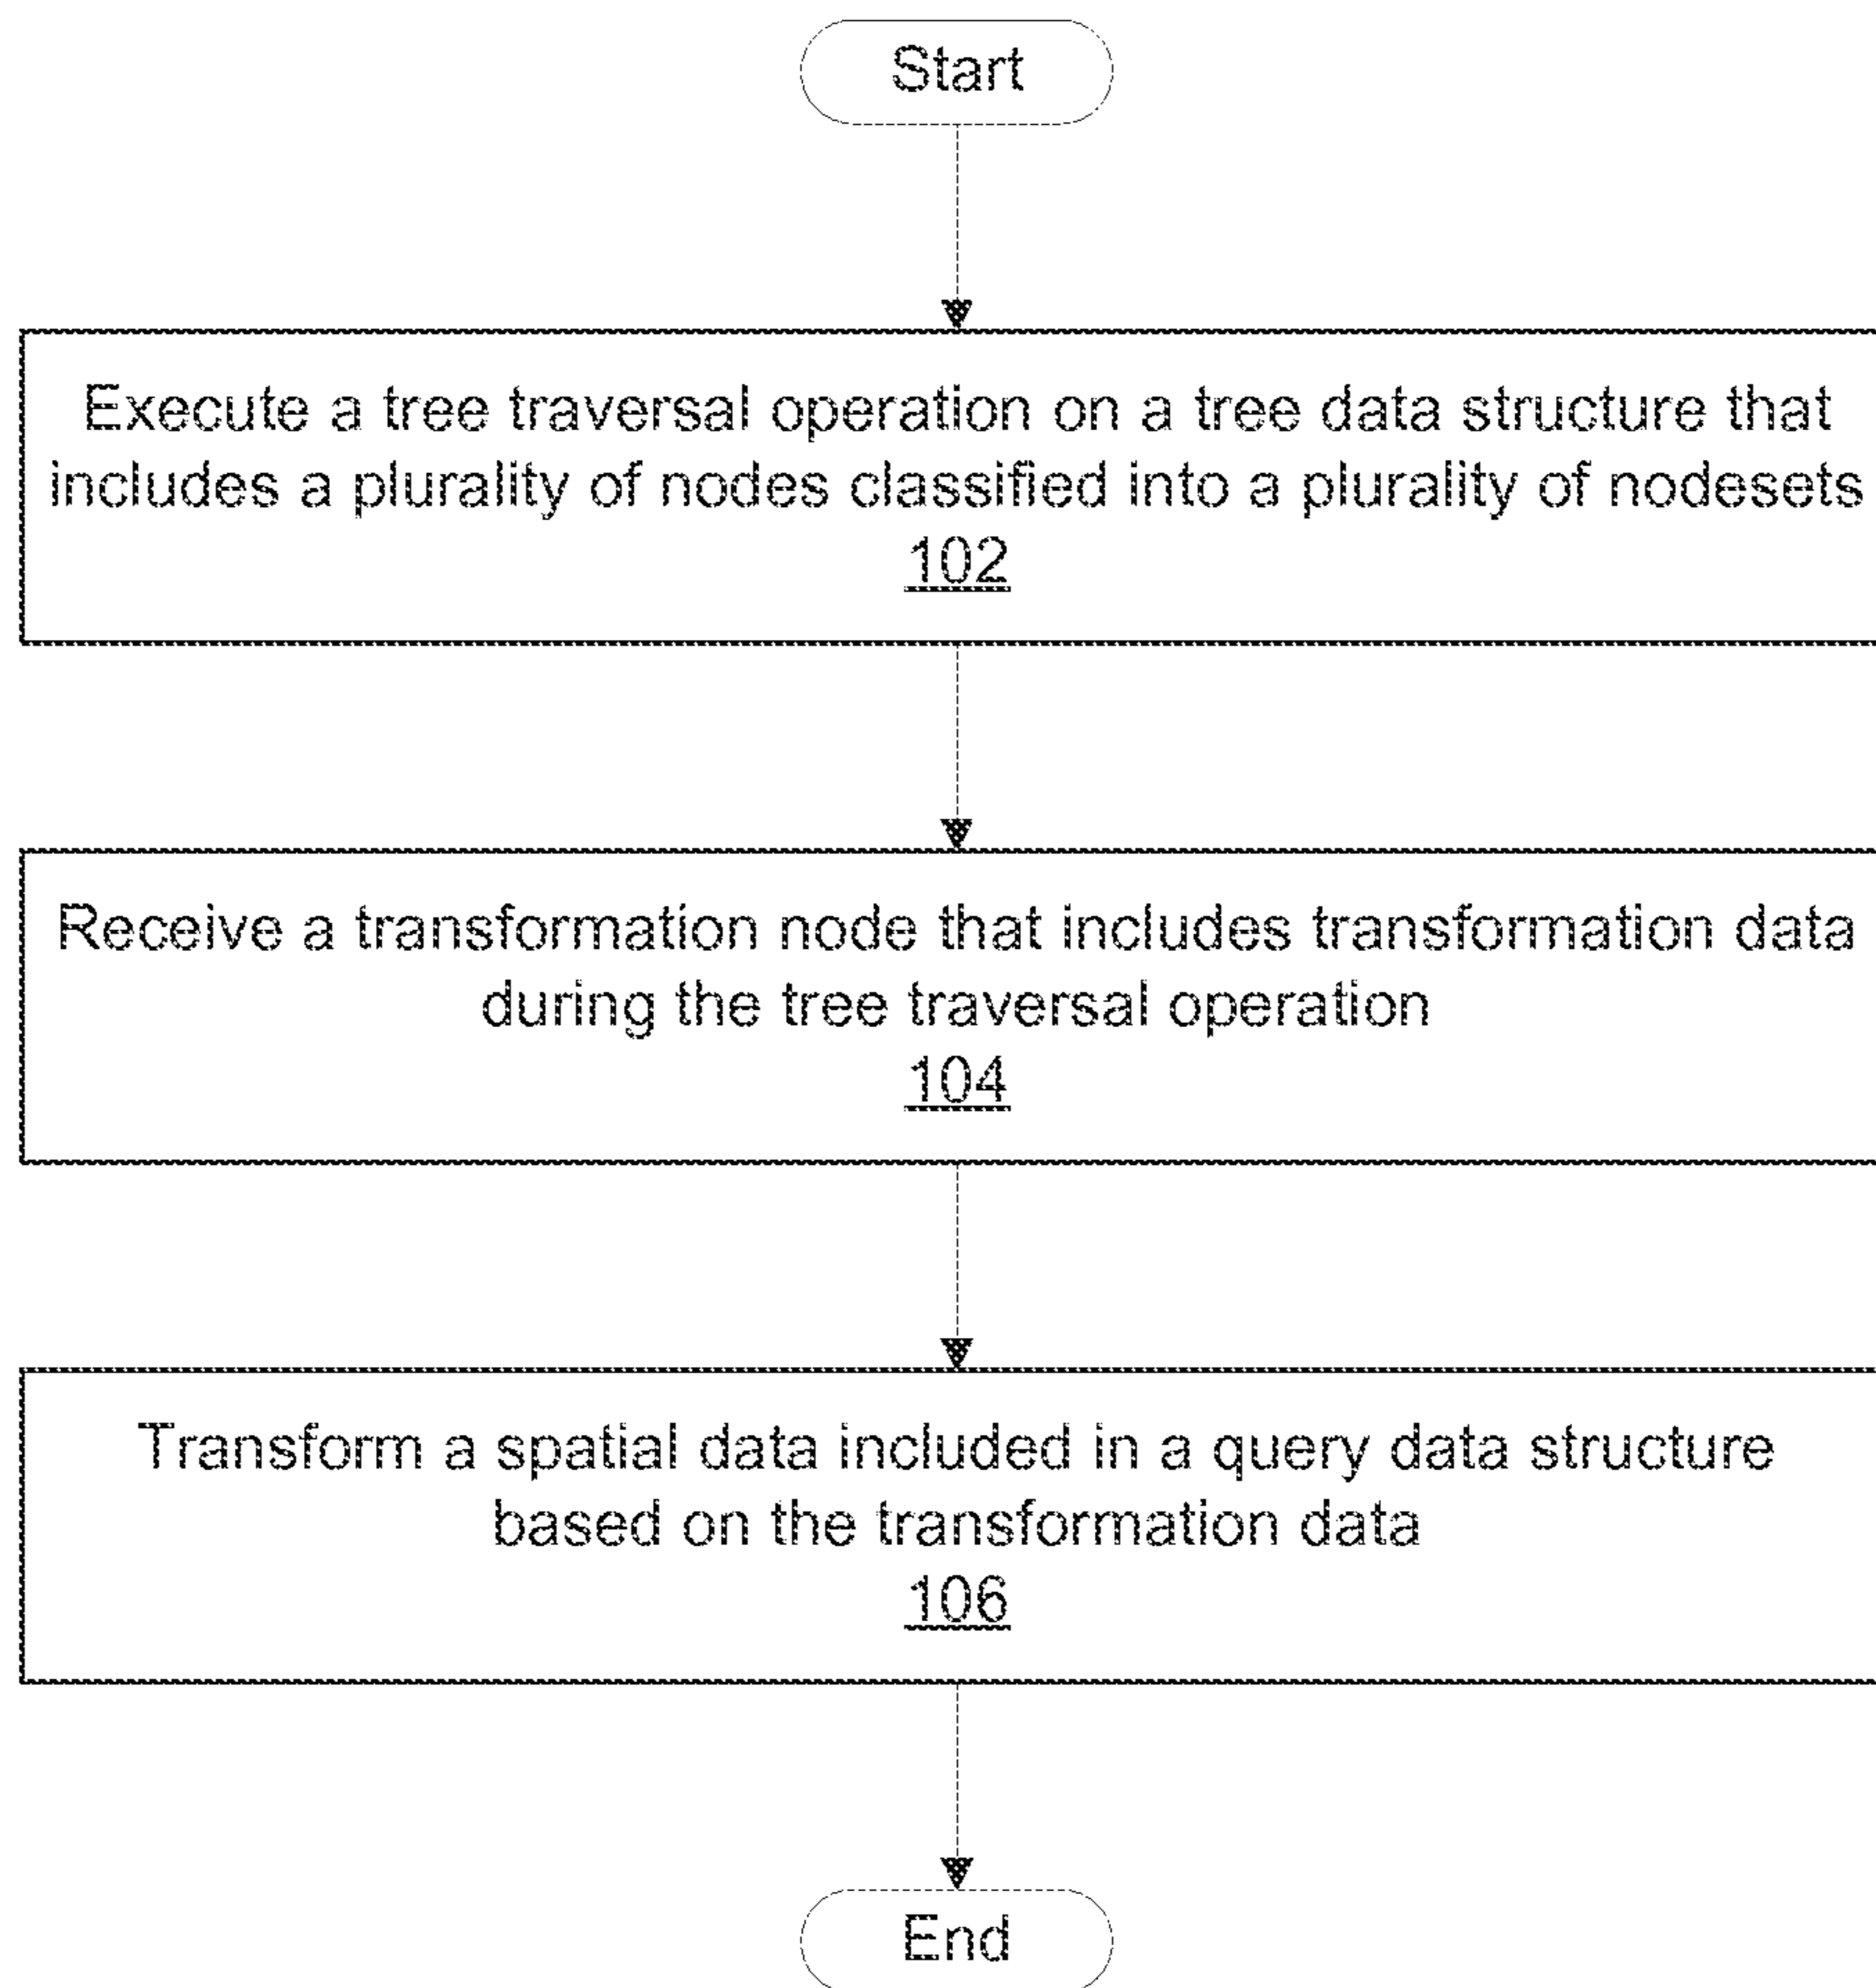 Start
Execute a tree traversal operation on a tree data structure that
includes a plurality of nodes classified into a plurality of nodesets
102
Receive a transformation node that includes transformation data
during the tree traversal operation
104
Transform a spatial data included in a query data structure
based on the transformation data
106
End